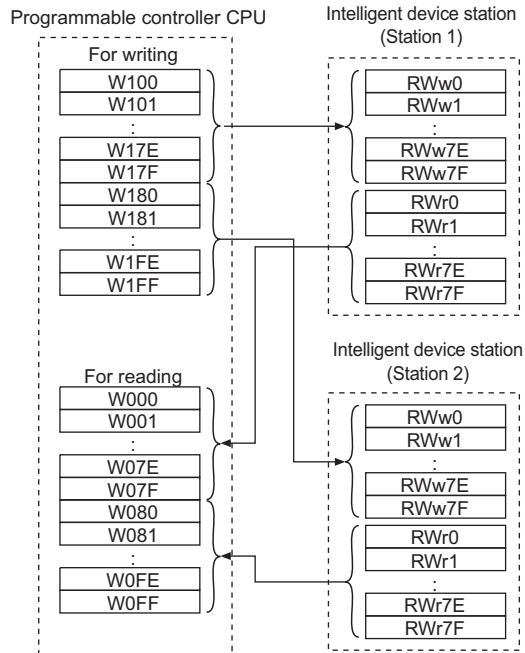 Programmable controller CPU
For writing
W100
W101
:
W17E
W17F
W180
W181
:
W1FE
W1FF
For reading
W000
W001
:
W07E
W07F
W080
W081
:
W0FE
W0FF
Intelligent device station
(Station 1)
RWw0
RWw1
:
RWw7E
RWw7F
RWr0
RWr1
:
RWr7E
RWr7F
Intelligent device station
(Station 2)
RWw0
RWw1
:
RWw7E
RWw7F
RWr0
RWr1
:
RWr7E
RWr7F